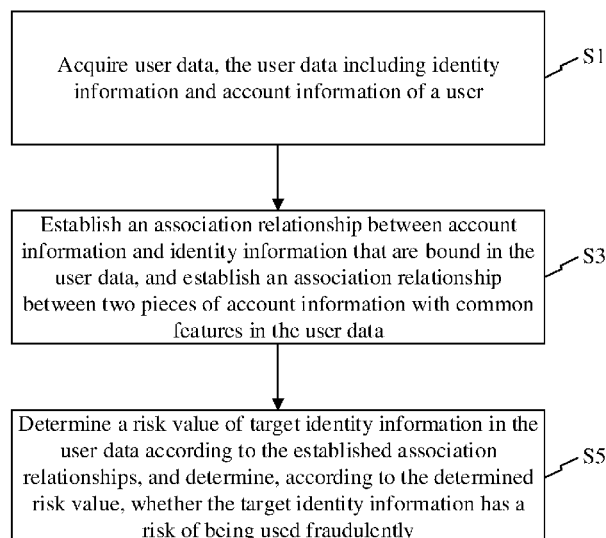 Acquire user data, the user data including identity
information and account information of a user
S1
Establish an association relationship between account
information and identity information that are bound in the
user data, and establish an association relationship
between two pieces of account information with common
features in the user data
S3
Determine a risk value of target identity information in the
user data according to the established association
relationships, and determine, according to the determined
risk value, whether the target identity information has a
risk of being used fraudulently
S5